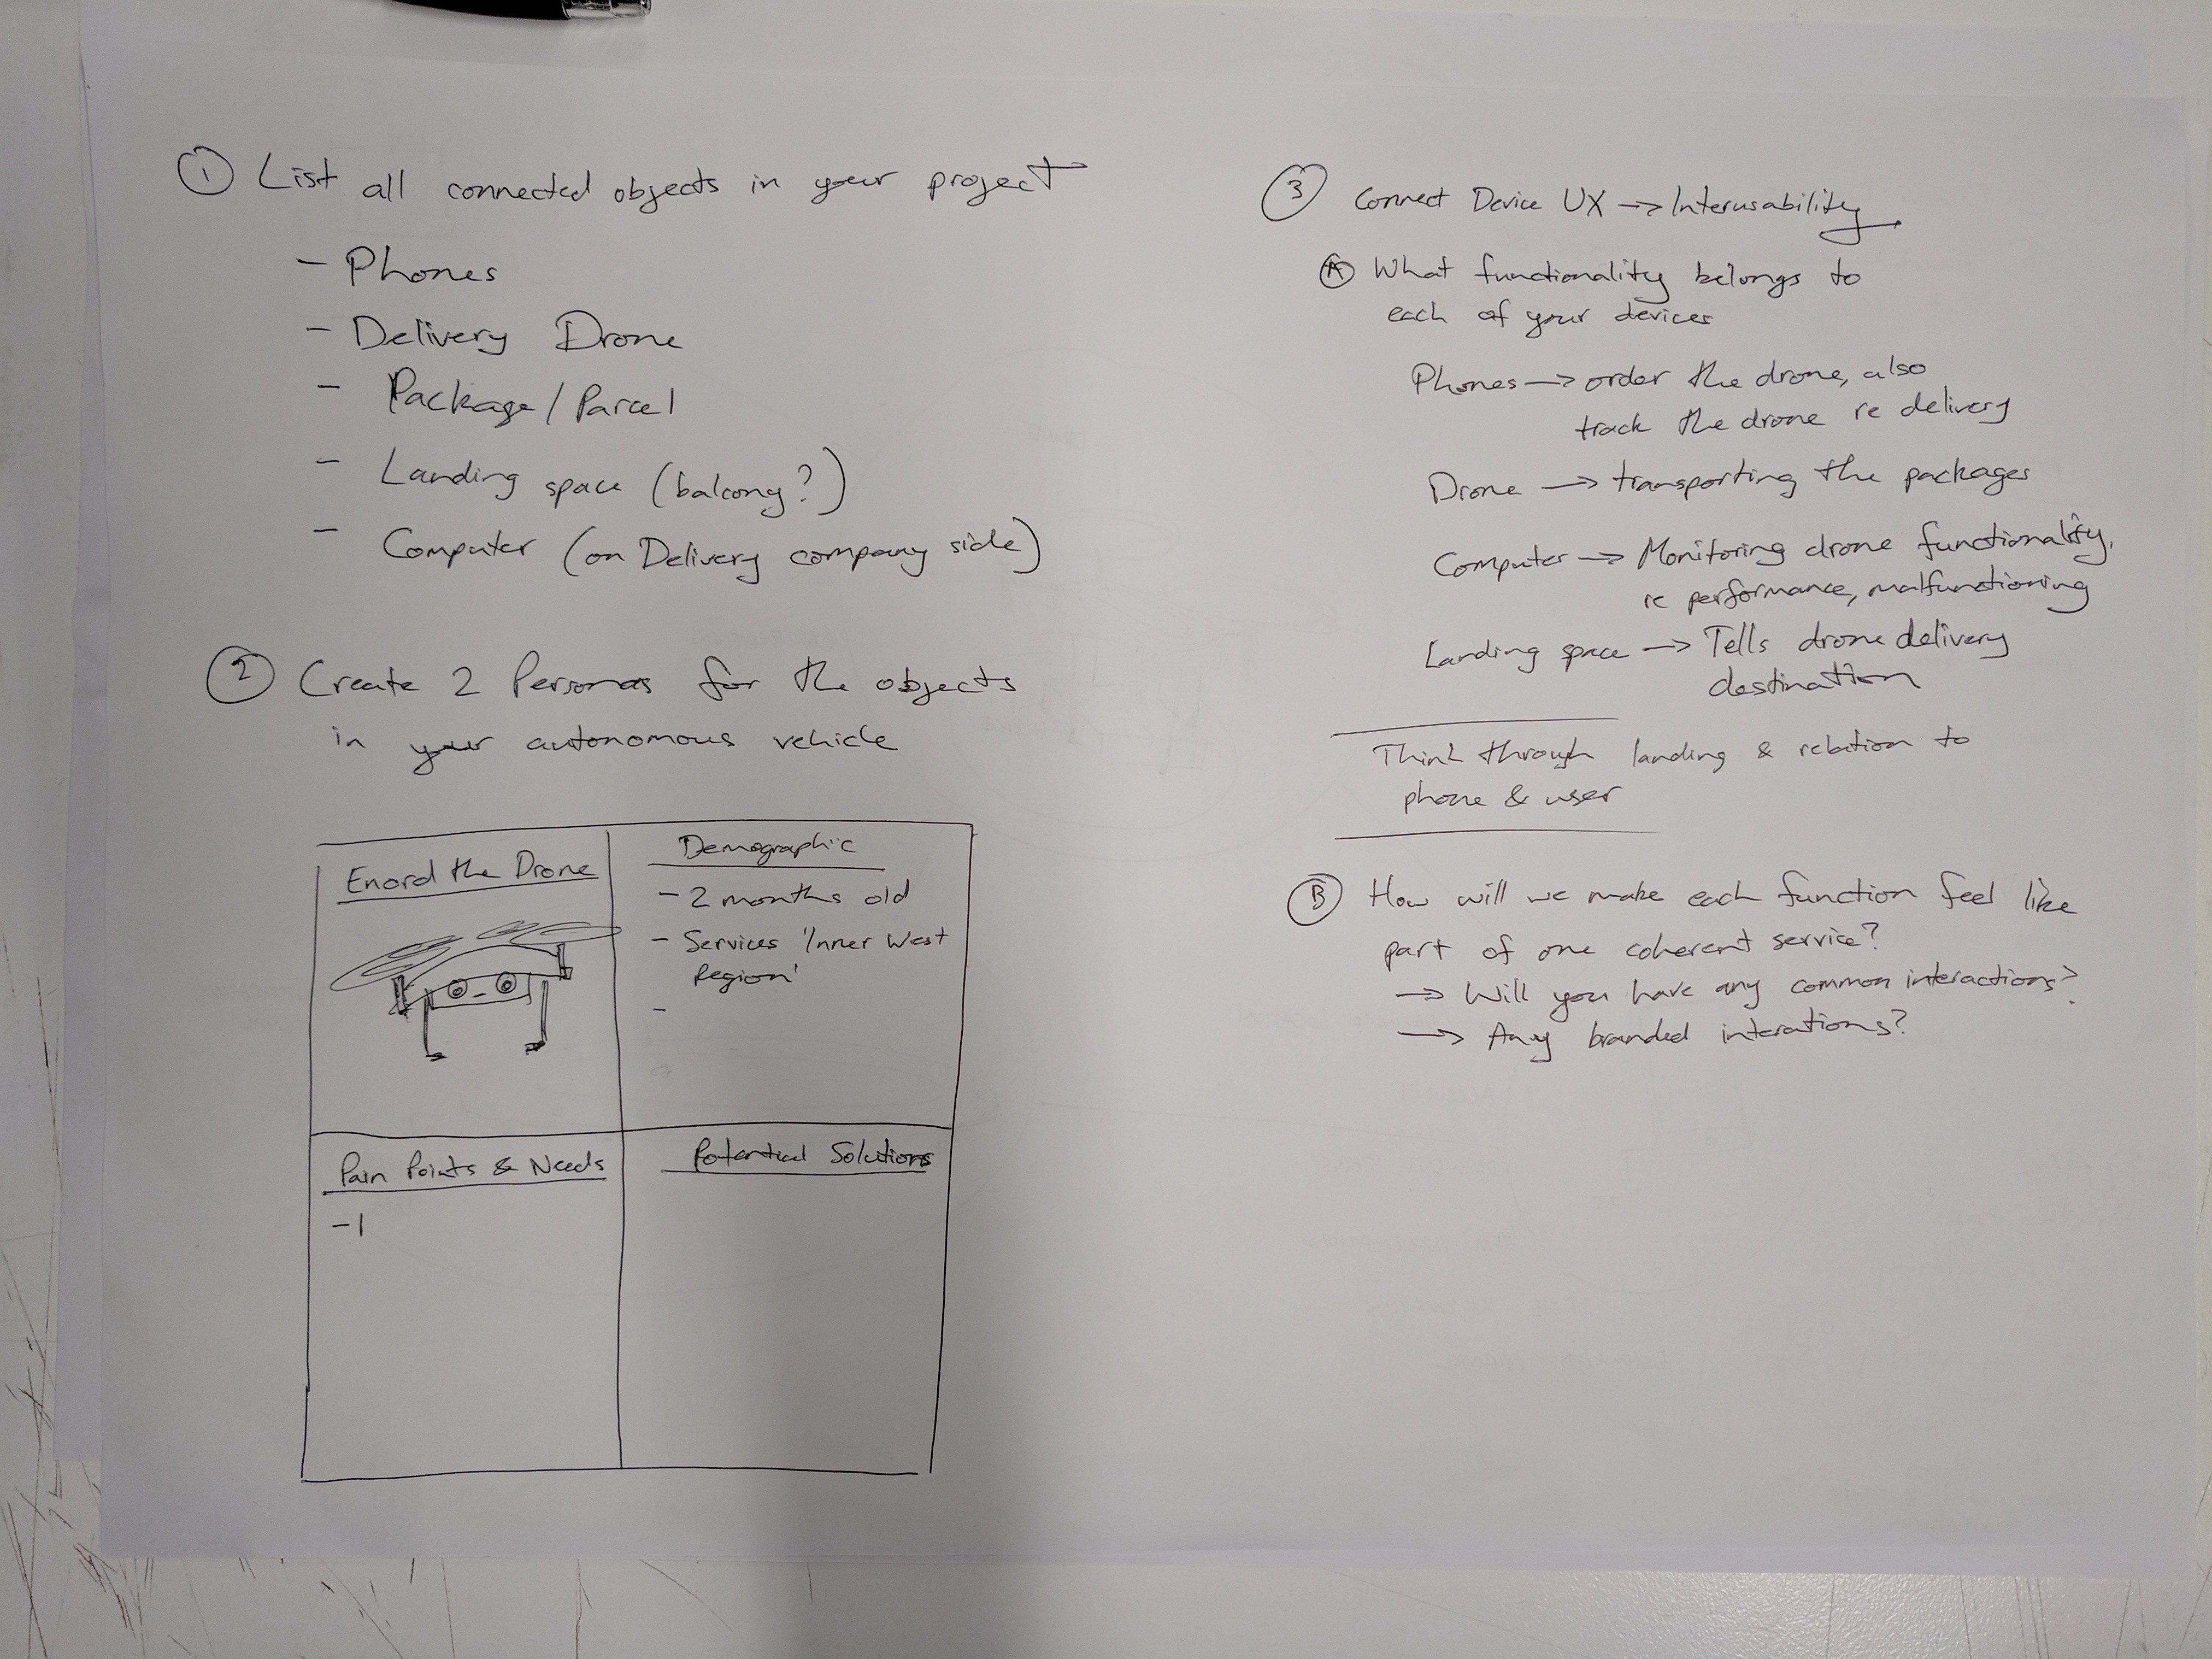 ① List all connected objects in your project
- Phones
- Delivery Drone
- Package/Parcel
- Landing space (balcony?)
- Computer (on Delivery company side)
② Create 2 Personas for the objects
in your autonomous vehicle
Enord the Drone
Demographic
- 2 months old
- Services 'Inner West
Region'
-
Pain Points & Needs
- 1
Potential Solutions
③ Connect Device UX → Interusability
Ⓐ What functionality belongs to
each of your devices
Phones → order the drone, also
track the drone re delivery
Drone → transporting the packages
Computer → Monitoring drone functionality,
re performance, malfunctioning
Landing space → Tells drone delivery
destination
Think through landing & relation to
phone & user
Ⓑ How will we make each function feel like
part of one coherent service?
→ Will you have any common interactions?
→ Any branded interations?